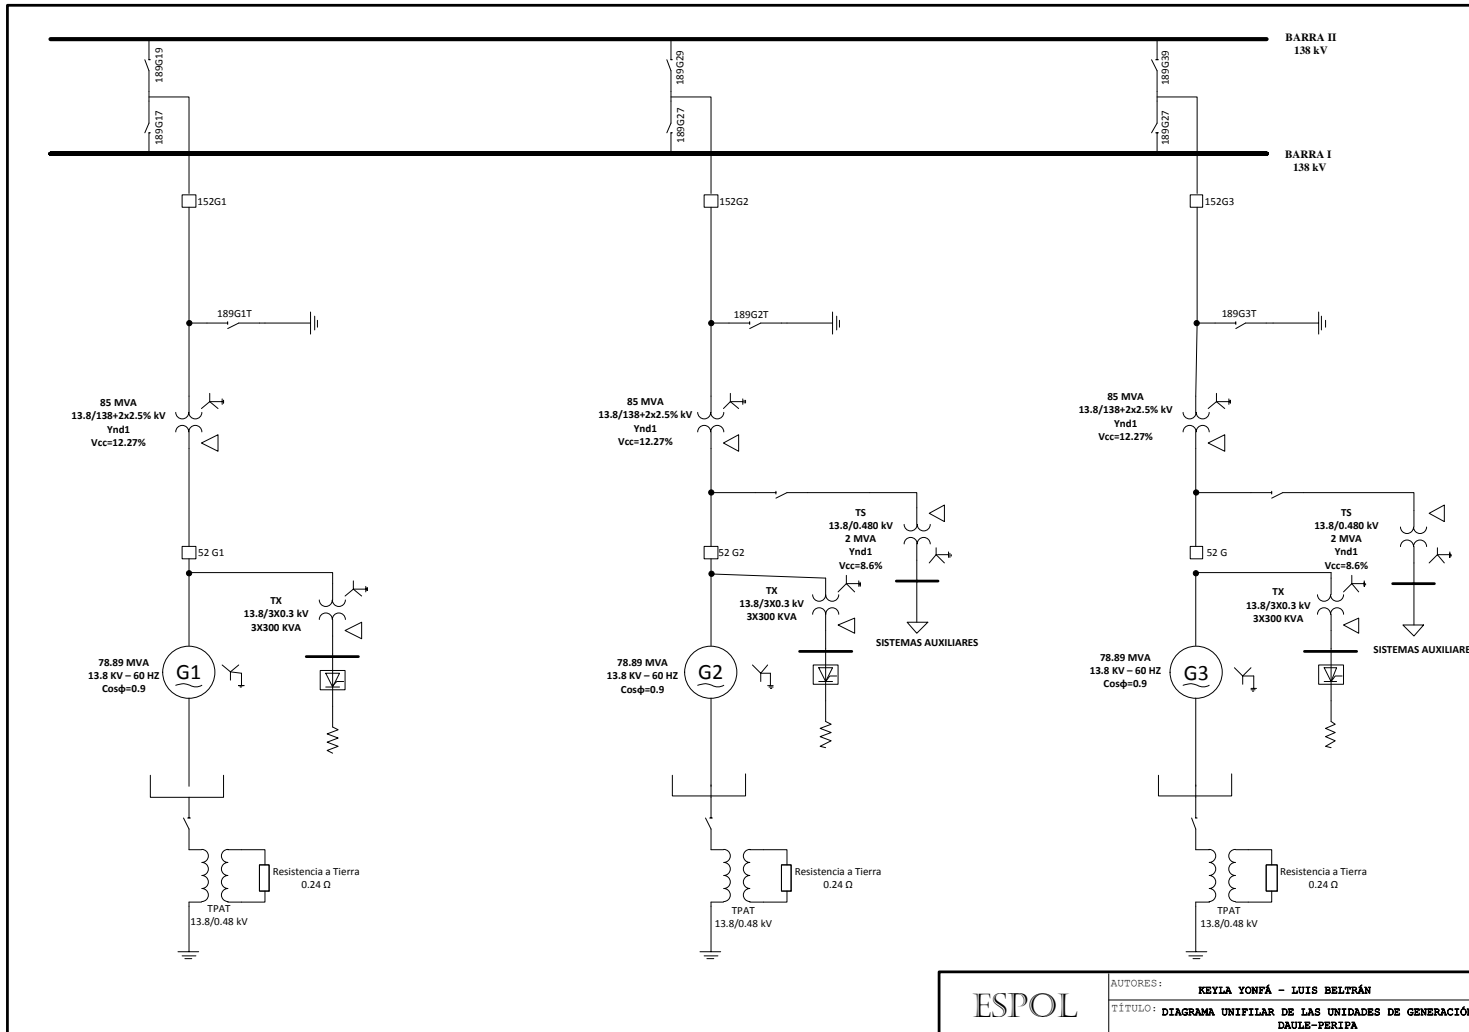 BARRA II
138 kV
189G19
189G29
189G39
189G17
189G27
189G27
BARRA I
138 kV
152G1
152G2
152G3
189G1T
189G2T
189G3T
85 MVA
13.8/138+2x2.5% kV
Ynd1
Vcc=12.27%
85 MVA
13.8/138+2x2.5% kV
Ynd1
Vcc=12.27%
85 MVA
13.8/138+2x2.5% kV
Ynd1
Vcc=12.27%
TS
13.8/0.480 kV
2 MVA
Ynd1
Vcc=8.6%
TS
13.8/0.480 kV
2 MVA
Ynd1
Vcc=8.6%
52 G1
52 G2
52 G
TX
13.8/3X0.3 kV
3X300 KVA
TX
13.8/3X0.3 kV
3X300 KVA
TX
13.8/3X0.3 kV
3X300 KVA
SISTEMAS AUXILIARES
SISTEMAS AUXILIARE
78.89 MVA
13.8 KV – 60 HZ
Cosϕ=0.9
G1
78.89 MVA
13.8 KV – 60 HZ
Cosϕ=0.9
G2
78.89 MVA
13.8 KV – 60 HZ
Cosϕ=0.9
G3
Resistencia a Tierra
0.24 Ω
TPAT
13.8/0.48 kV
Resistencia a Tierra
0.24 Ω
TPAT
13.8/0.48 kV
Resistencia a Tierra
0.24 Ω
TPAT
13.8/0.48 kV
ESPOL
AUTORES: KEYLA YONFÁ - LUIS BELTRÁN
TÍTULO: DIAGRAMA UNIFILAR DE LAS UNIDADES DE GENERACIÓN
DAULE-PERIPA